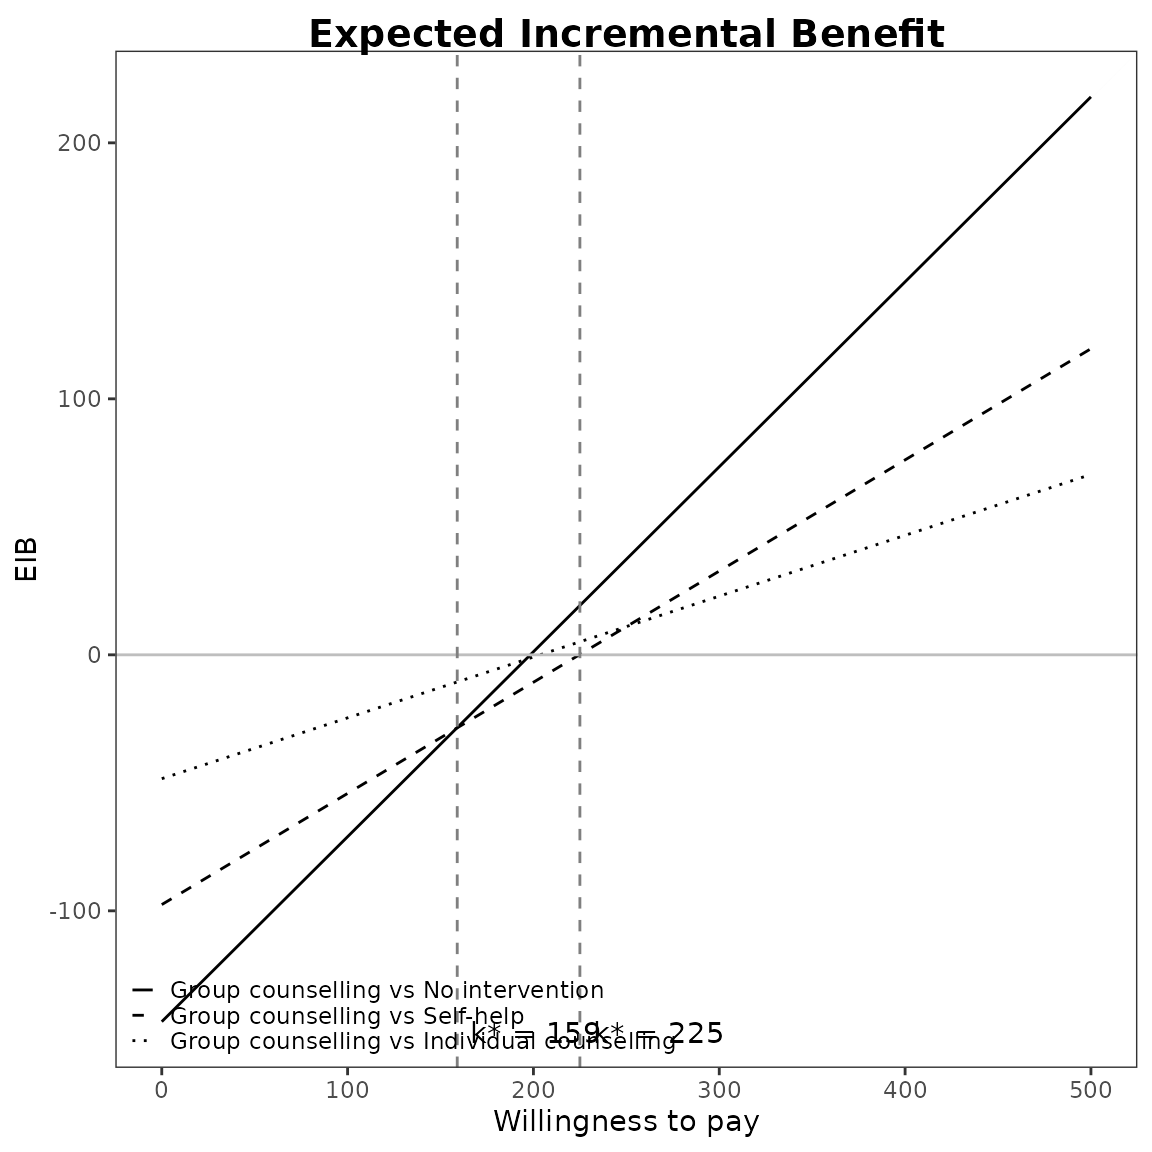 Expected Incremental Benefit
200
100
0
-100
EIB
Group counselling vs No intervention
Group counselling vs Self-help
k* = 159
k* = 225
Group counselling vs Individual counselling
0 100 200 300 400 500
Willingness to pay